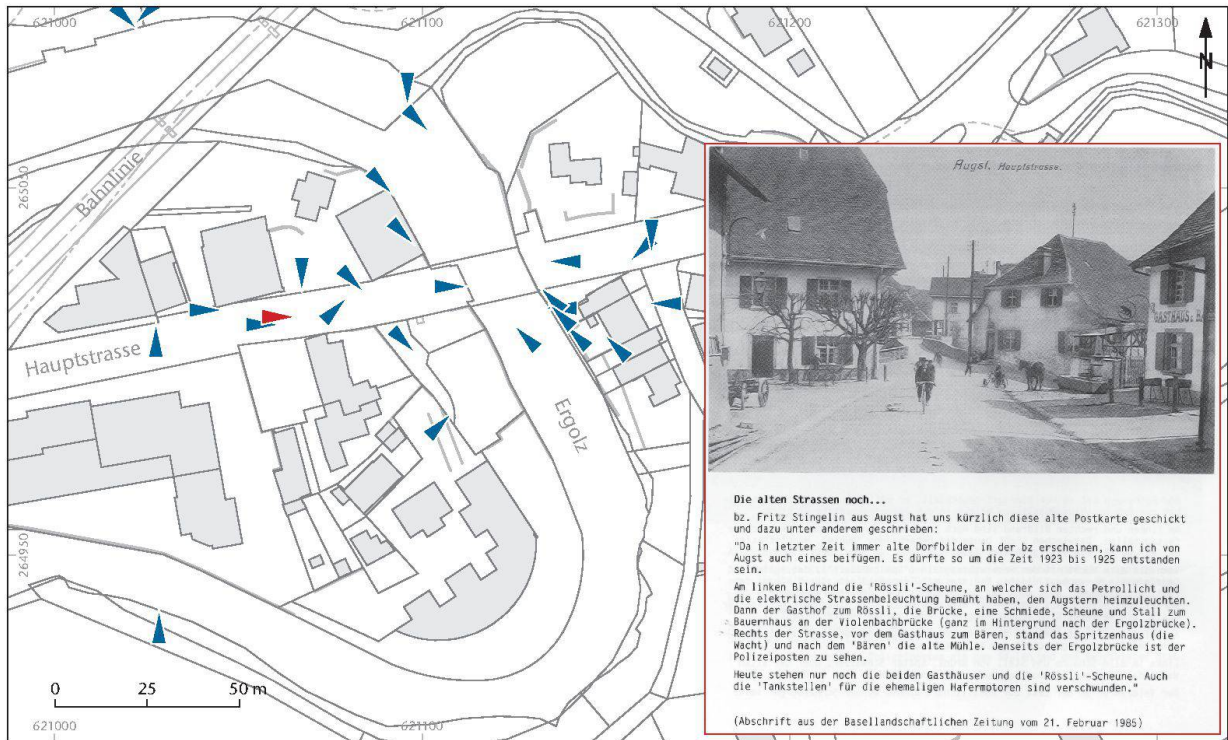 621000
621100
621200
621300
N
265050
264950
Bahnlinie
Hauptstrasse
Ergolz
0 25 50 m
621000
621100
Augst. Hauptstrasse.
GASTHAUS z. BÄ
Die alten Strassen noch...
bz. Fritz Stingelin aus Augst hat uns kürzlich diese alte Postkarte geschickt
und dazu unter anderem geschrieben:
"Da in letzter Zeit immer alte Dorfbilder in der bz erscheinen, kann ich von
Augst auch eines beifügen. Es dürfte so um die Zeit 1923 bis 1925 entstanden
sein.
Am linken Bildrand die 'Rössli'-Scheune, an welcher sich das Petrollicht und
die elektrische Strassenbeleuchtung bemüht haben, den Augstern heimzuleuchten.
Dann der Gasthof zum Rössli, die Brücke, eine Schmiede, Scheune und Stall zum
Bauernhaus an der Violenbachbrücke (ganz im Hintergrund nach der Ergolzbrücke).
Rechts der Strasse, vor dem Gasthaus zum Bären, stand das Spritzenhaus (die
Wacht) und nach dem 'Bären' die alte Mühle. Jenseits der Ergolzbrücke ist der
Polizeiposten zu sehen.
Heute stehen nur noch die beiden Gasthäuser und die 'Rössli'-Scheune. Auch
die 'Tankstellen' für die ehemaligen Hafermotoren sind verschwunden."
(Abschrift aus der Basellandschaftlichen Zeitung vom 21. Februar 1985)